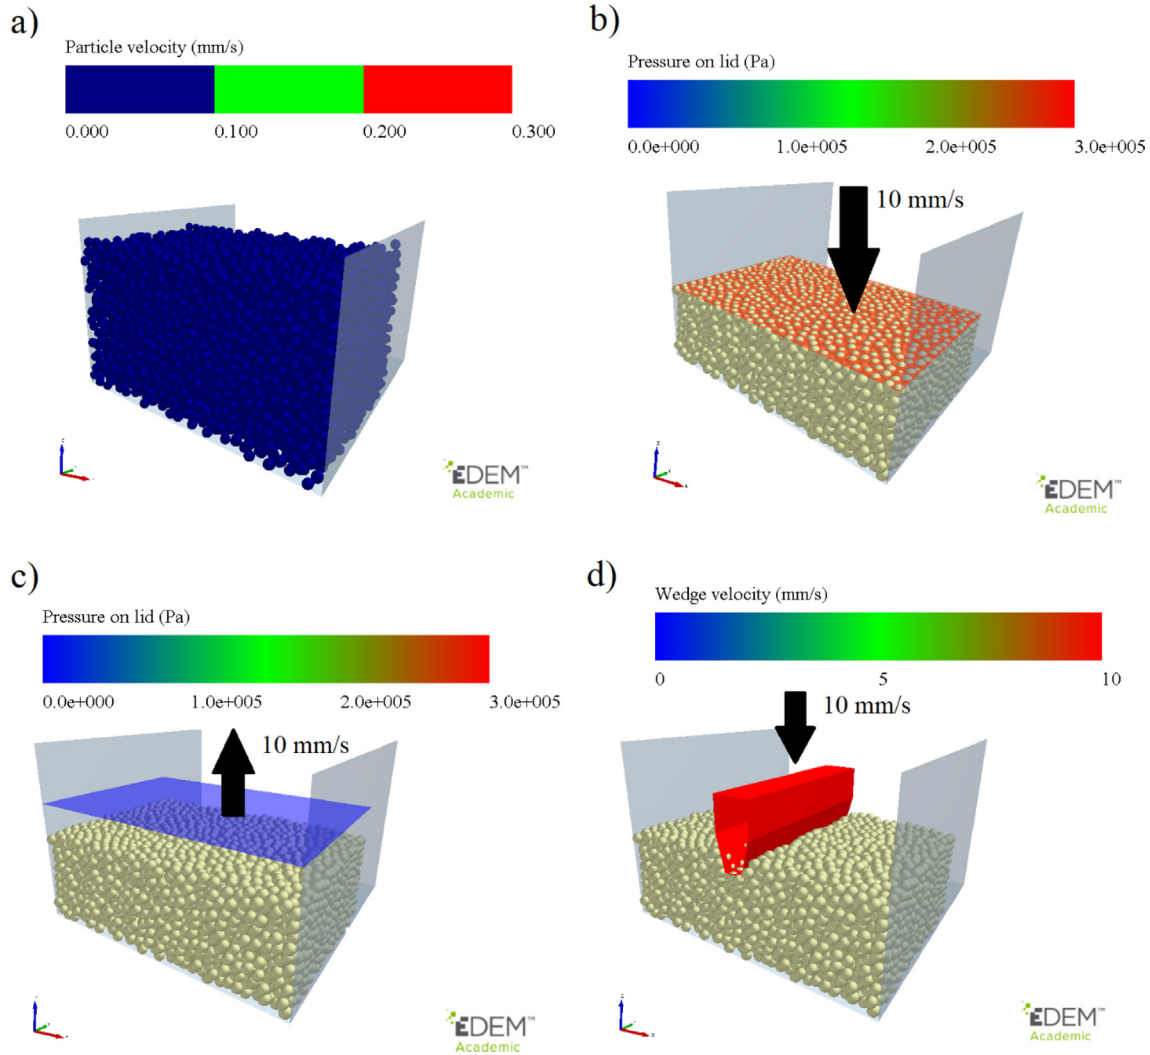 a)
Particle velocity (mm/s)
0.000 0.100 0.200 0.300
EDEM™
Academic
b)
Pressure on lid (Pa)
0.0e+000 1.0e+005 2.0e+005 3.0e+005
10 mm/s
EDEM™
Academic
c)
Pressure on lid (Pa)
0.0e+000 1.0e+005 2.0e+005 3.0e+005
10 mm/s
EDEM™
Academic
d)
Wedge velocity (mm/s)
0 5 10
10 mm/s
EDEM™
Academic